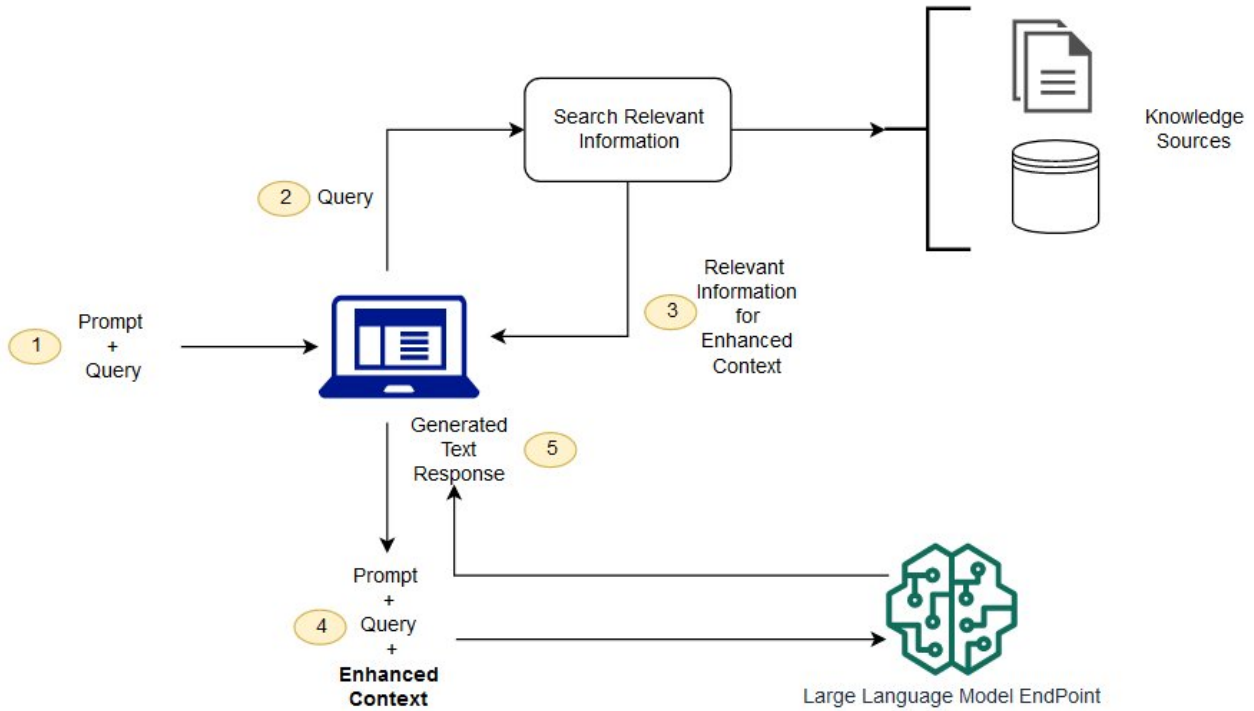 Search Relevant
Information
Knowledge
Sources
2
Query
Relevant
Information
for
Enhanced
Context
3
1
Prompt
+
Query
Generated
Text
Response
5
Prompt
+
Query
+
Enhanced
Context
4
Large Language Model EndPoint